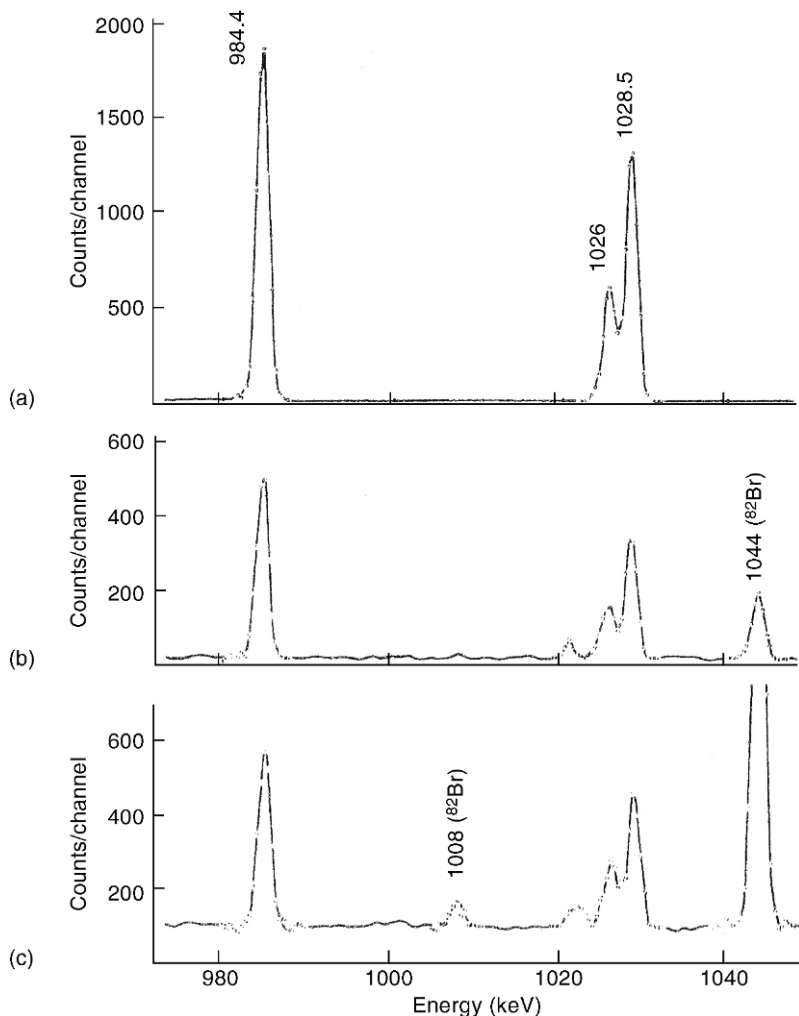 2000
1500
1000
500
Counts/channel
984.4
1026
1028.5
(a)
600
400
200
Counts/channel
1044 (⁸²Br)
(b)
600
400
200
Counts/channel
1008 (⁸²Br)
(c)
980
1000
1020
1040
Energy (keV)